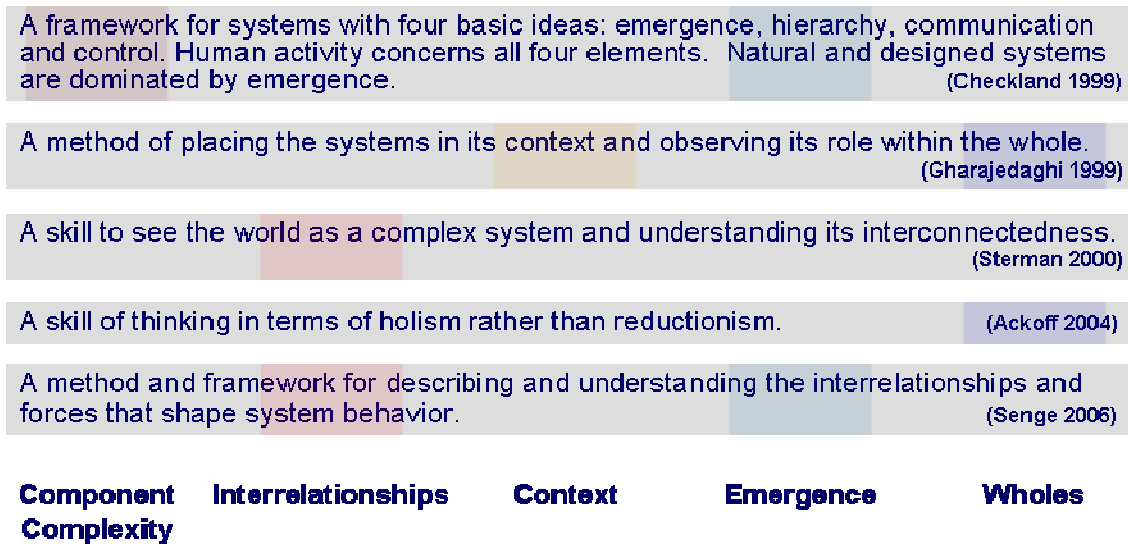 A framework for systems with four basic ideas: emergence, hierarchy, communication
and control. Human activity concerns all four elements. Natural and designed systems
are dominated by emergence.
(Checkland 1999)
A method of placing the systems in its context and observing its role within the whole.
(Gharajedaghi 1999)
A skill to see the world as a complex system and understanding its interconnectedness.
(Sterman 2000)
A skill of thinking in terms of holism rather than reductionism.
(Ackoff 2004)
A method and framework for describing and understanding the interrelationships and
forces that shape system behavior.
(Senge 2006)
Component Interrelationships Context Emergence Wholes
Complexity